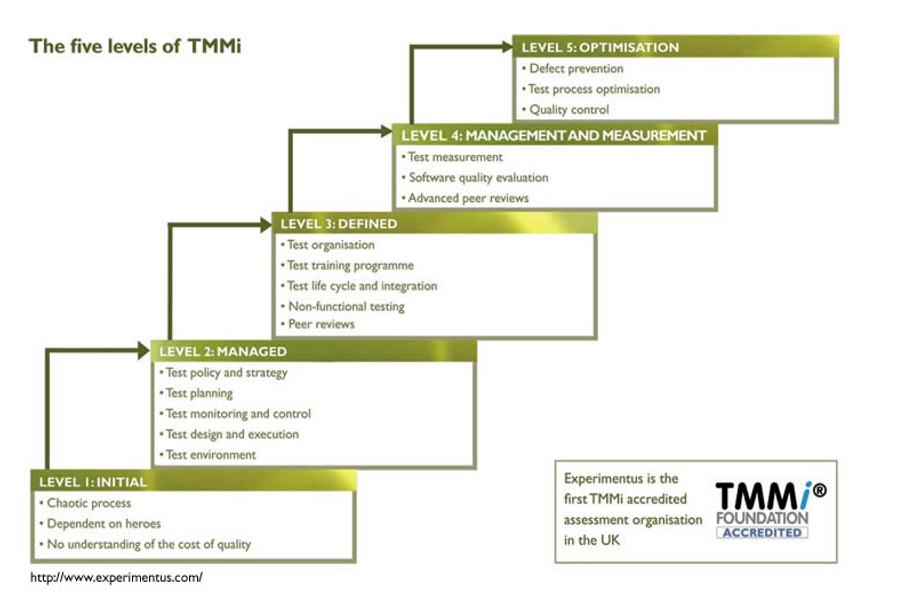 The five levels of TMMi
LEVEL 5: OPTIMISATION
• Defect prevention
• Test process optimisation
• Quality control
LEVEL 4: MANAGEMENT AND MEASUREMENT
• Test measurement
• Software quality evaluation
• Advanced peer reviews
LEVEL 3: DEFINED
• Test organisation
• Test training programme
• Test life cycle and integration
• Non-functional testing
• Peer reviews
LEVEL 2: MANAGED
• Test policy and strategy
• Test planning
• Test monitoring and control
• Test design and execution
• Test environment
LEVEL 1: INITIAL
• Chaotic process
• Dependent on heroes
• No understanding of the cost of quality
Experimentus is the
first TMMi accredited
assessment organisation
in the UK
TMMi®
FOUNDATION
ACCREDITED
http://www.experimentus.com/